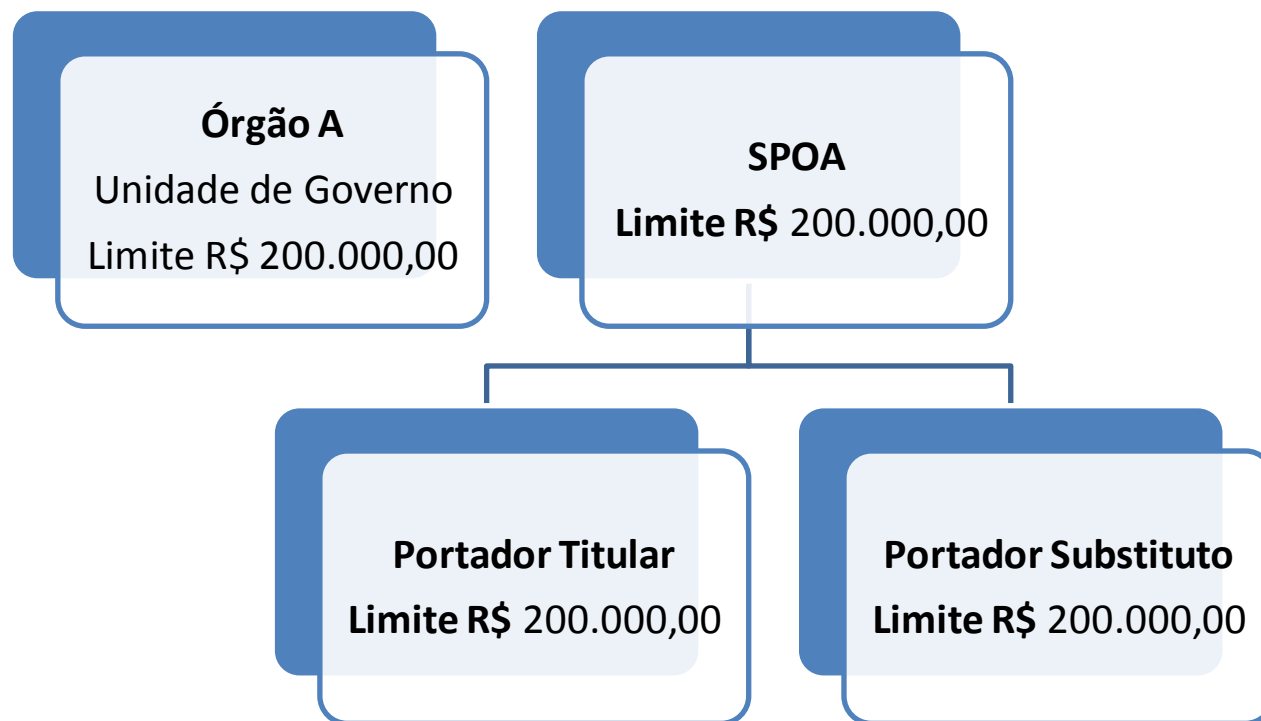 Órgão A
Unidade de Governo
Limite R$ 200.000,00
SPOA
Limite R$ 200.000,00
Portador Titular
Limite R$ 200.000,00
Portador Substituto
Limite R$ 200.000,00